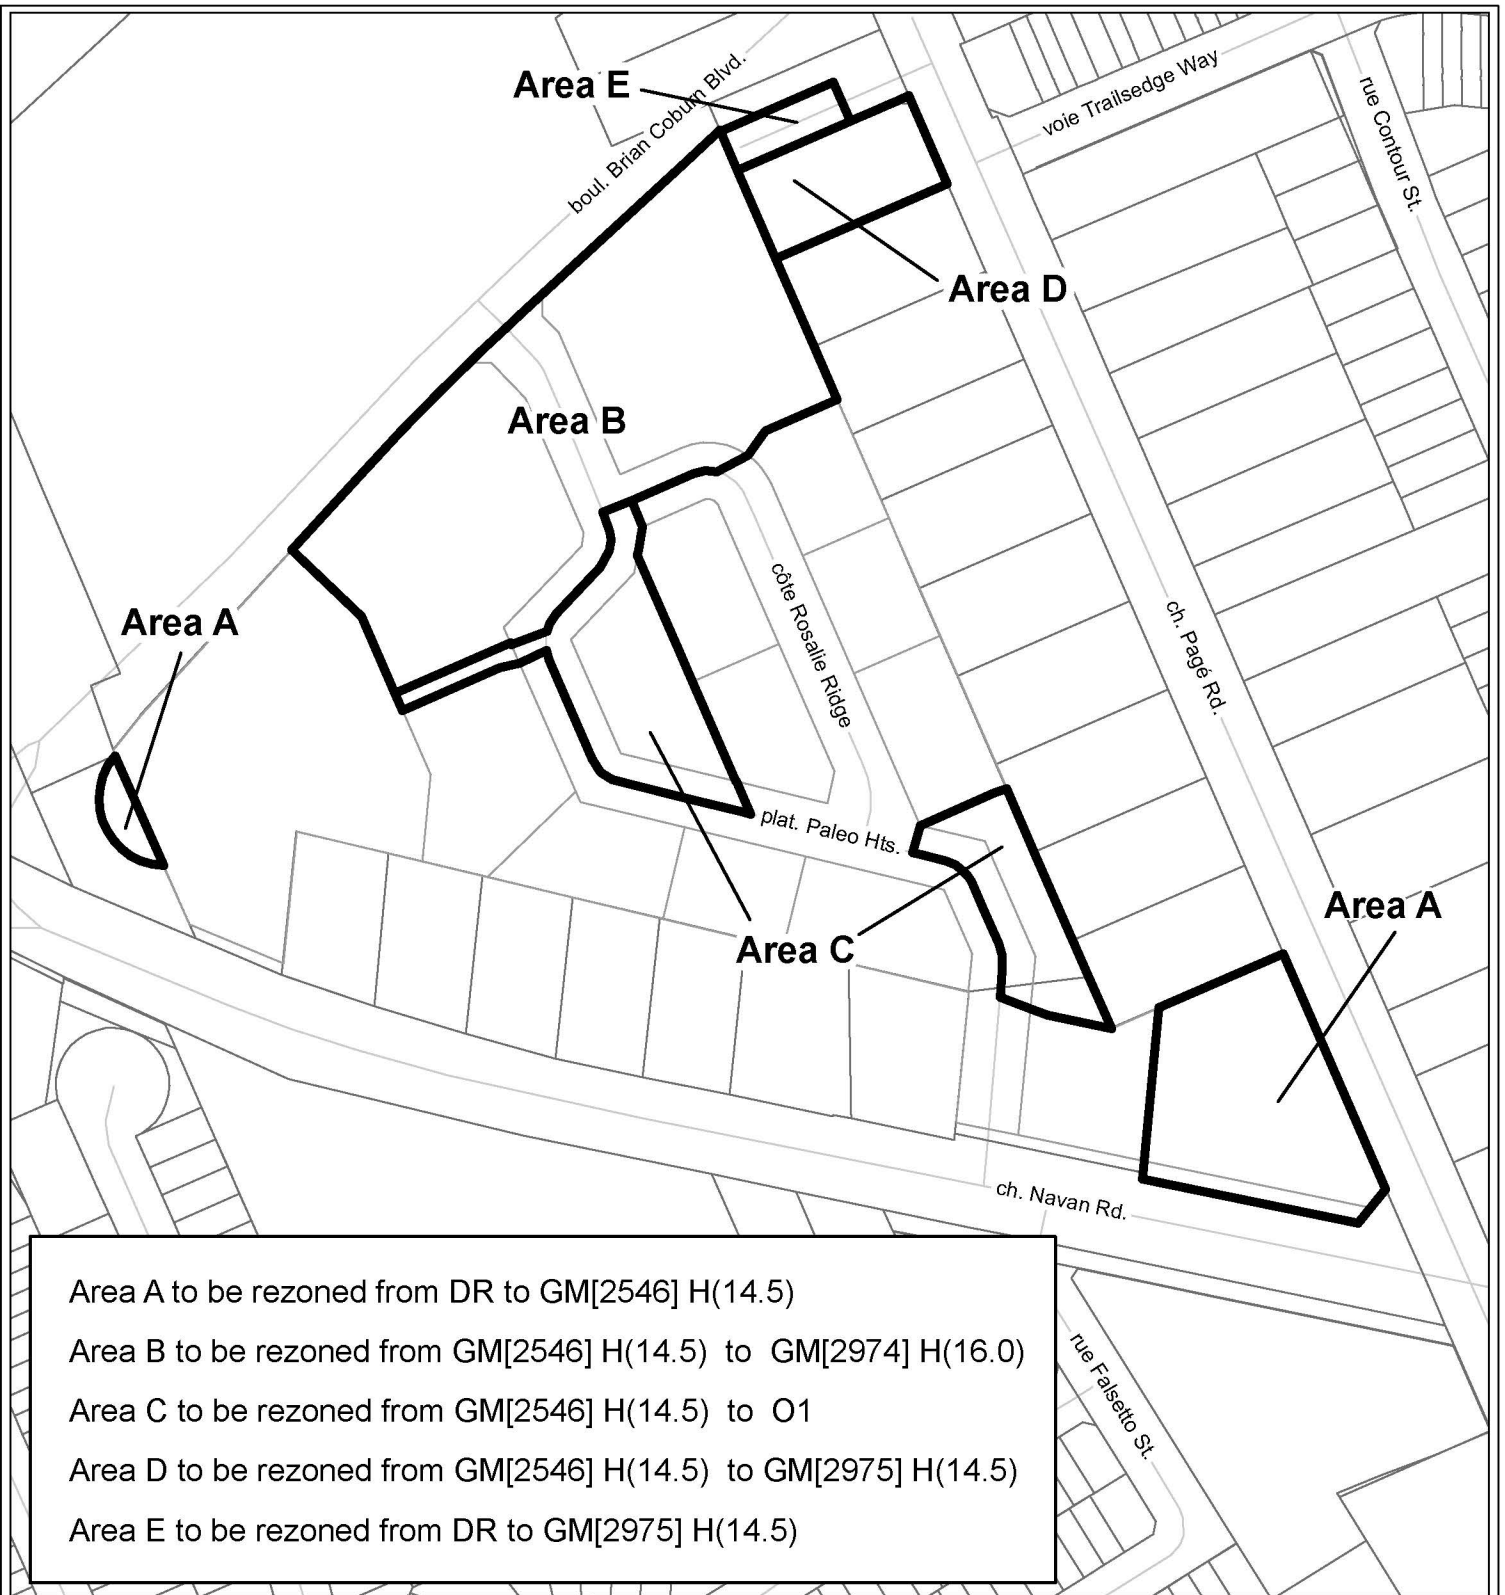 Area E
boul. Brian Coburn Blvd.
voie Trailsedge Way
rue Contour St.
Area D
Area B
Area A
côte Rosalie Ridge
ch. Pagé Rd.
plat. Paleo Hts.
Area C
Area A
ch. Navan Rd.
rue Falsetto St.
Area A to be rezoned from DR to GM[2546] H(14.5)
Area B to be rezoned from GM[2546] H(14.5) to GM[2974] H(16.0)
Area C to be rezoned from GM[2546] H(14.5) to O1
Area D to be rezoned from GM[2546] H(14.5) to GM[2975] H(14.5)
Area E to be rezoned from DR to GM[2975] H(14.5)